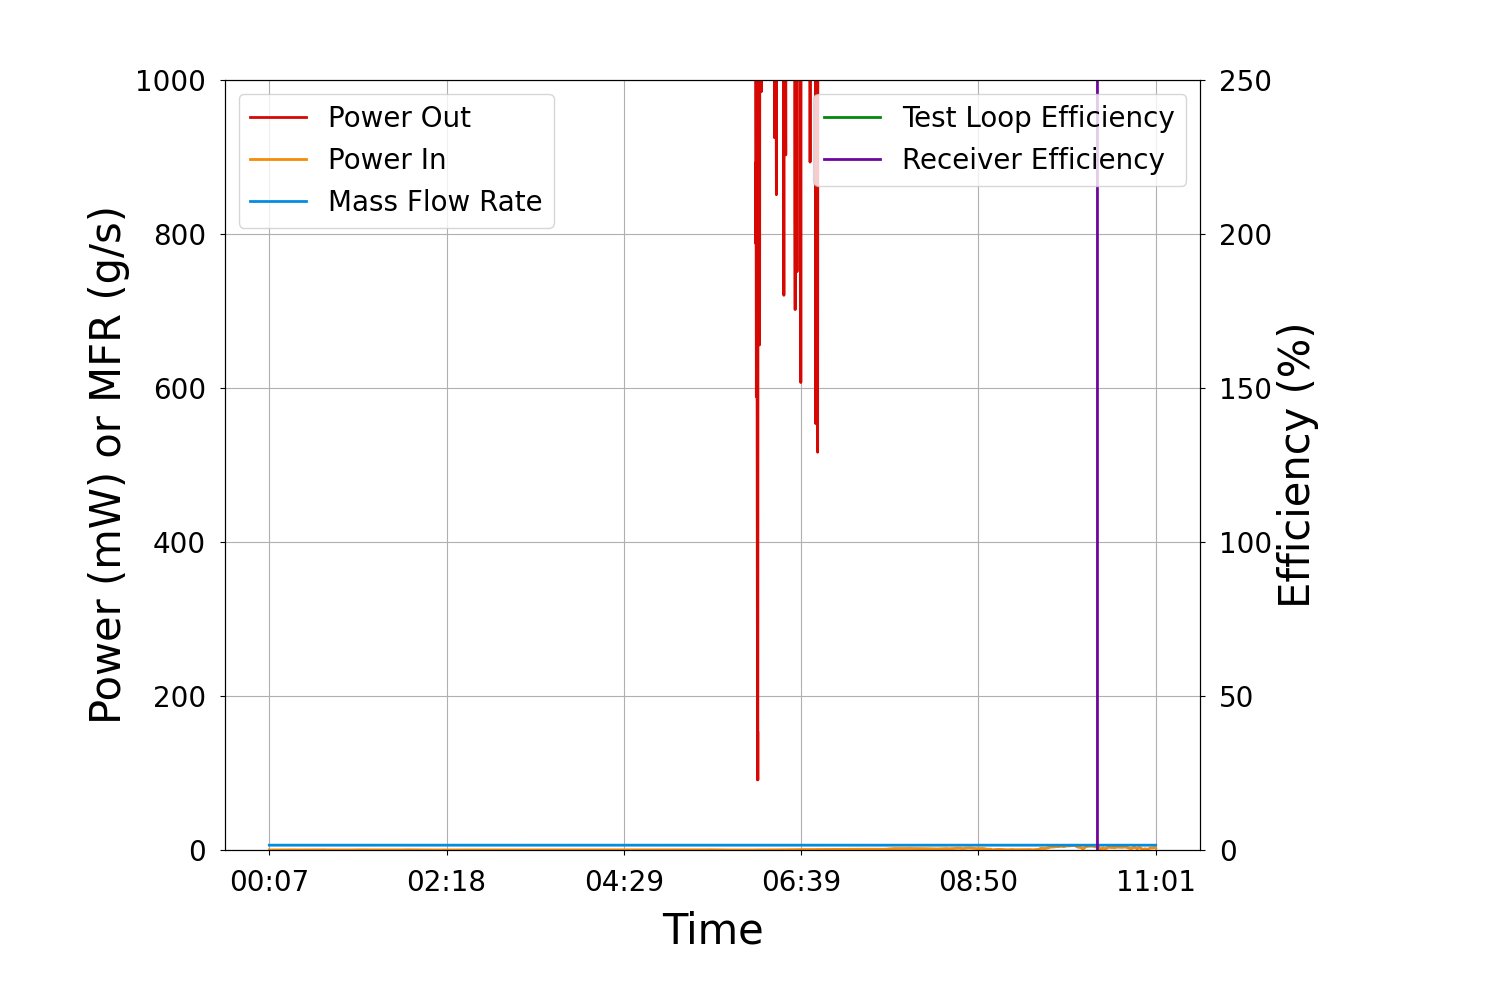 1000
800
600
400
200
0
Power (mW) or MFR (g/s)
Power Out
Power In
Mass Flow Rate
Test Loop Efficiency
Receiver Efficiency
250
200
150
100
50
0
Efficiency (%)
00:07 02:18 04:29 06:39 08:50 11:01
Time